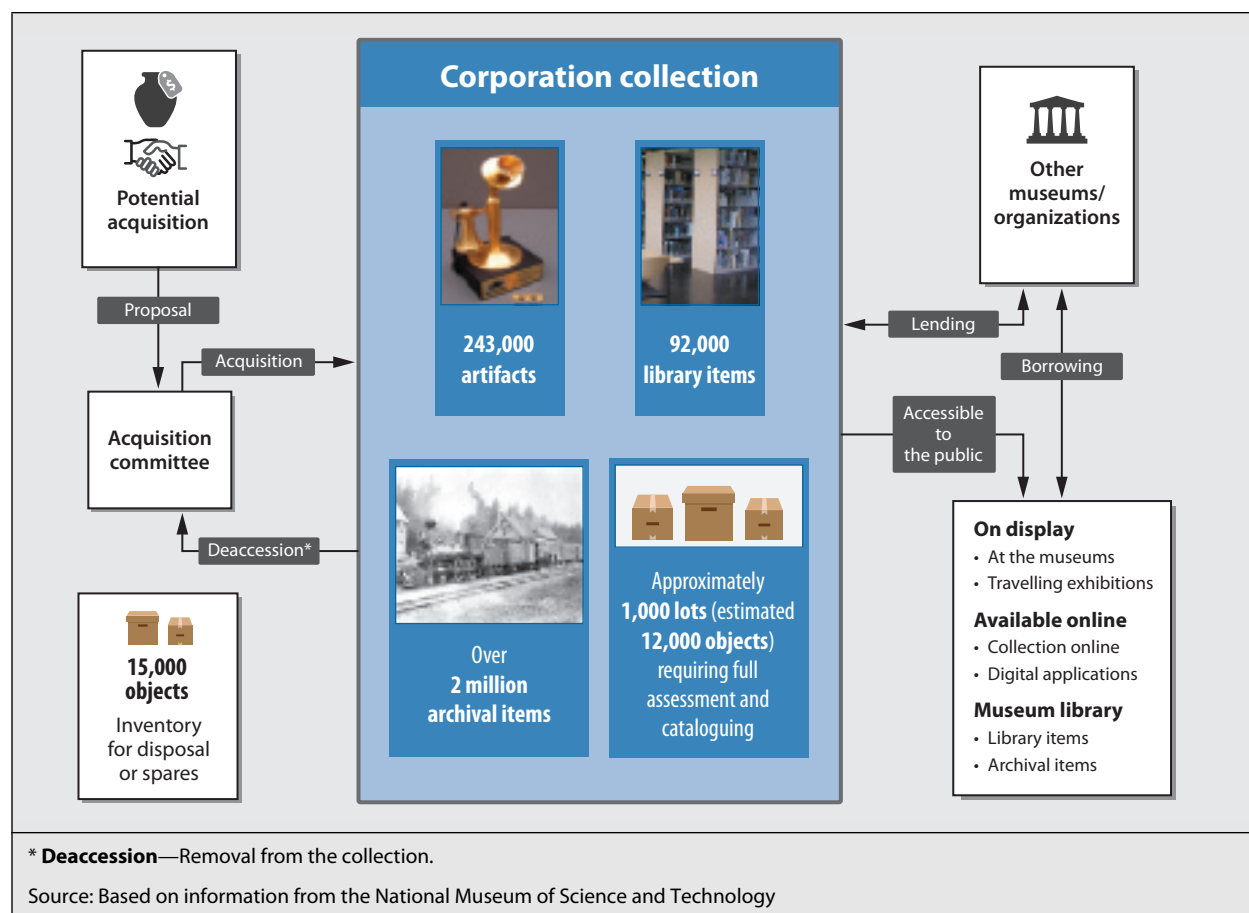 Corporation collection
$
Potential
acquisition
Proposal
Acquisition
Acquisition
committee
Deaccession*
15,000
objects
Inventory
for disposal
or spares
243,000
artifacts
92,000
library items
Over
2 million
archival items
Approximately
1,000 lots (estimated
12,000 objects)
requiring full
assessment and
cataloguing
Other
museums/
organizations
Lending
Borrowing
Accessible
to
the public
On display
• At the museums
• Travelling exhibitions
Available online
• Collection online
• Digital applications
Museum library
• Library items
• Archival items
* Deaccession—Removal from the collection.
Source: Based on information from the National Museum of Science and Technology